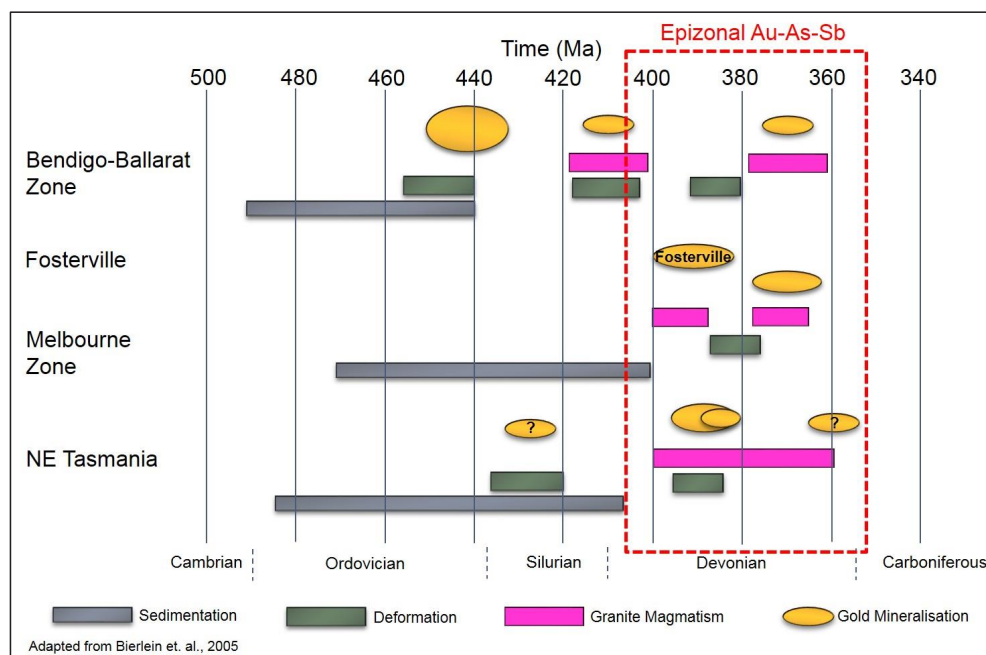 Epizonal Au-As-Sb
Time (Ma)
500 480 460 440 420 400 380 360 340
Bendigo-Ballarat
Zone
Fosterville
Fosterville
Melbourne
Zone
?
?
NE Tasmania
Cambrian Ordovician Silurian Devonian Carboniferous
Sedimentation Deformation Granite Magmatism Gold Mineralisation
Adapted from Bierlein et. al., 2005